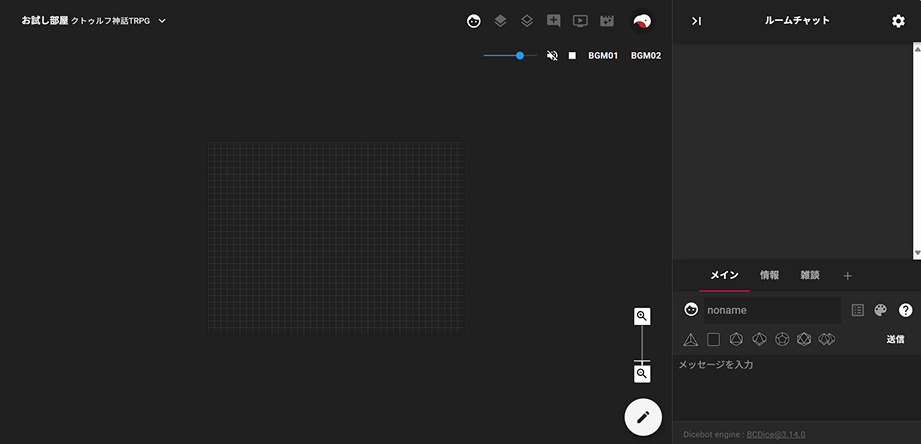 お試し部屋 クトゥルフ神話TRPG
ルームチャット
BGM01 BGM02
メイン 情報 雑談 +
noname
送信
メッセージを入力
Dicebot engine : BCDice@3.14.0